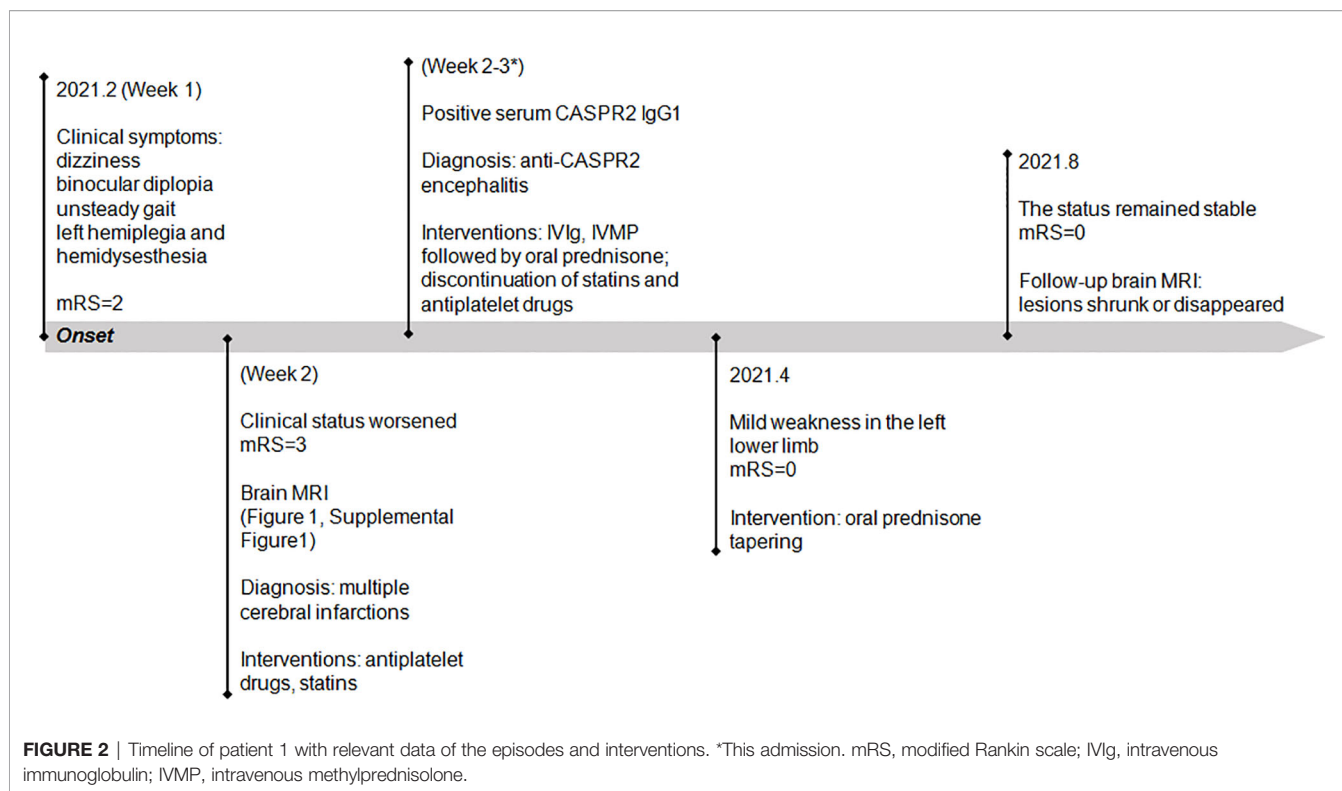 2021.2 (Week 1)
Clinical symptoms:
dizziness
binocular diplopia
unsteady gait
left hemiplegia and
hemidysesthesia
mRS=2
Onset
(Week 2)
Clinical status worsened
mRS=3
Brain MRI
(Figure 1, Supplemental
Figure1)
Diagnosis: multiple
cerebral infarctions
Interventions: antiplatelet
drugs, statins
(Week 2-3*)
Positive serum CASPR2 IgG1
Diagnosis: anti-CASPR2
encephalitis
Interventions: IVIg, IVMP
followed by oral prednisone;
discontinuation of statins and
antiplatelet drugs
2021.4
Mild weakness in the left
lower limb
mRS=0
Intervention: oral prednisone
tapering
2021.8
The status remained stable
mRS=0
Follow-up brain MRI:
lesions shrunk or disappeared
FIGURE 2 | Timeline of patient 1 with relevant data of the episodes and interventions. *This admission. mRS, modified Rankin scale; IVIg, intravenous
immunoglobulin; IVMP, intravenous methylprednisolone.